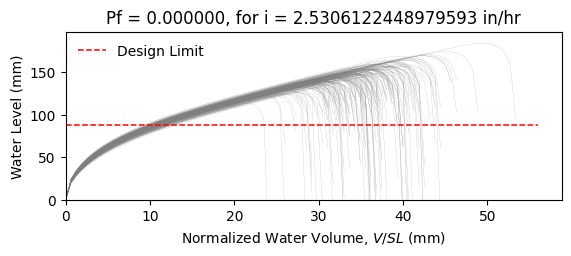 Pf = 0.000000, for i = 2.5306122448979593 in/hr
Design Limit
Water Level (mm)
150
100
50
0
0 10 20 30 40 50
Normalized Water Volume, V/SL (mm)